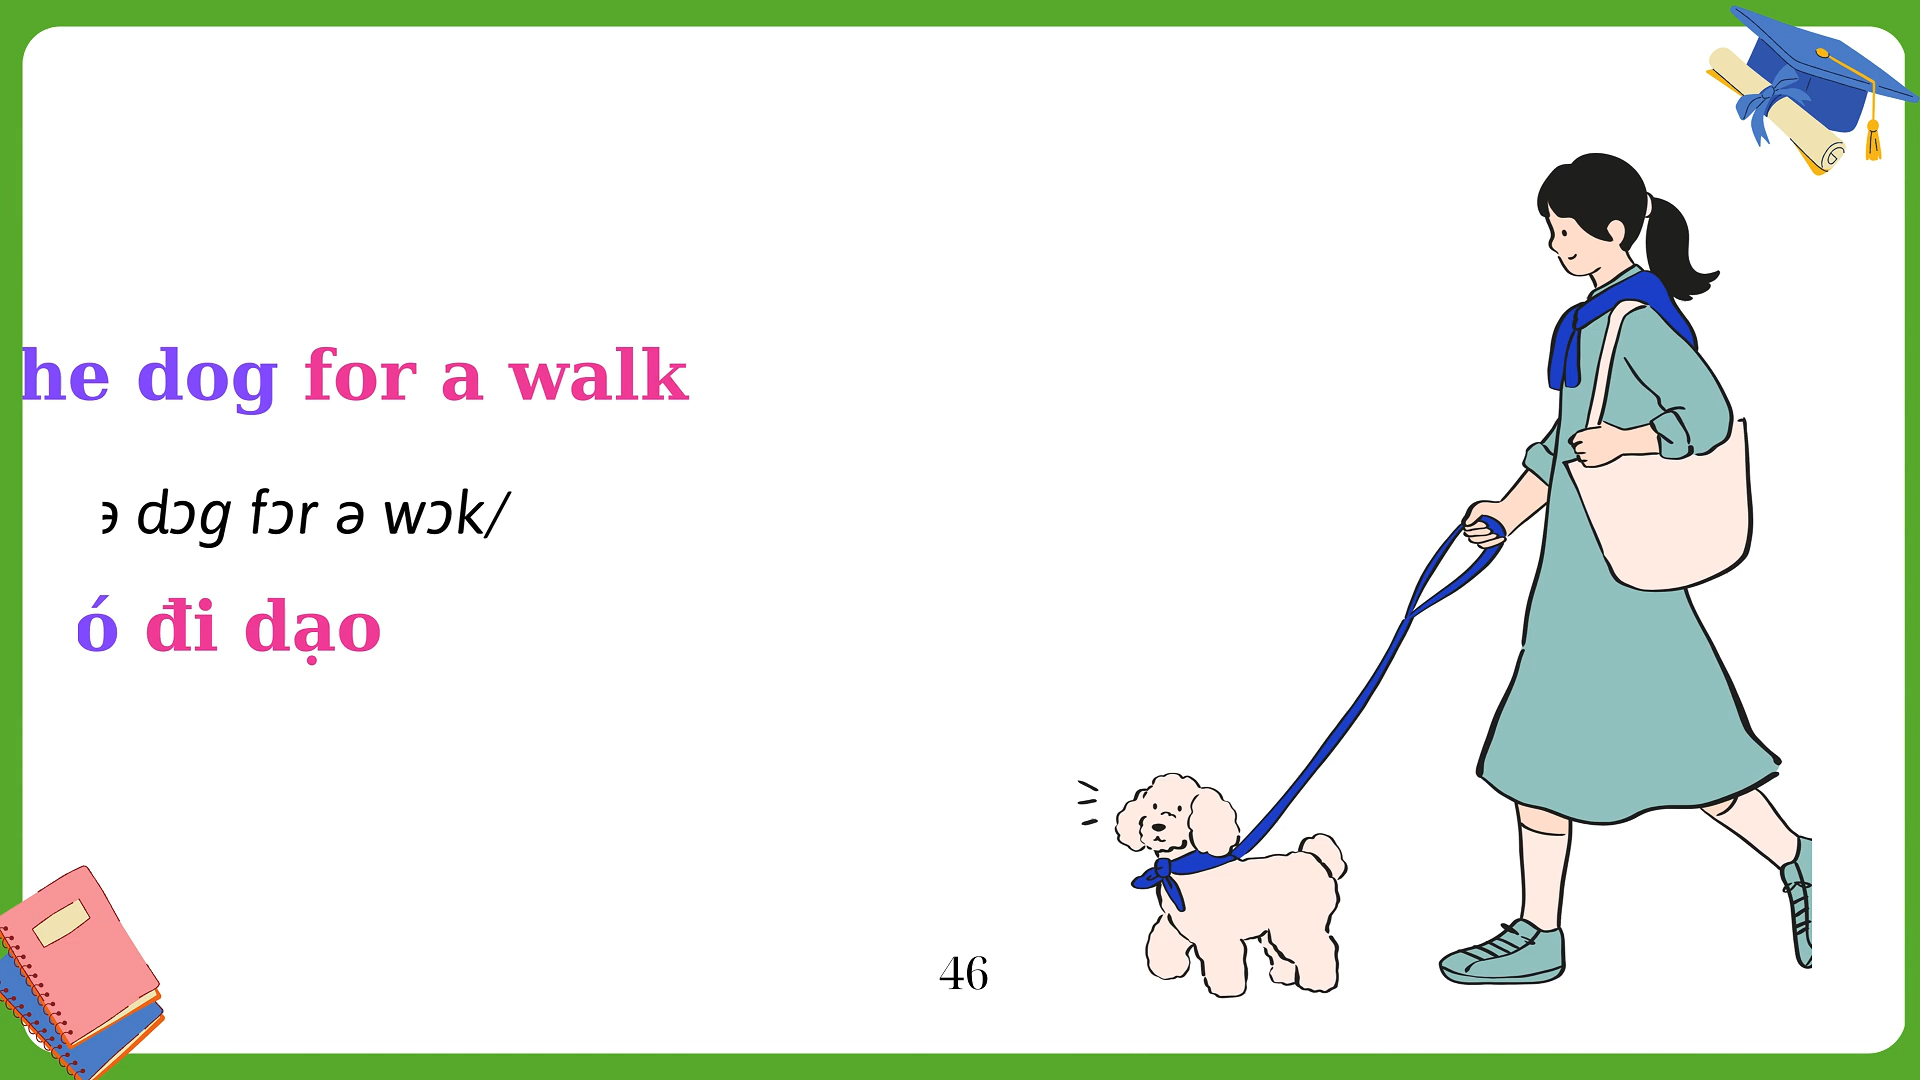 he dog for a walk
ə dɔg fɔr ə wɔk/
ó đi dạo
46